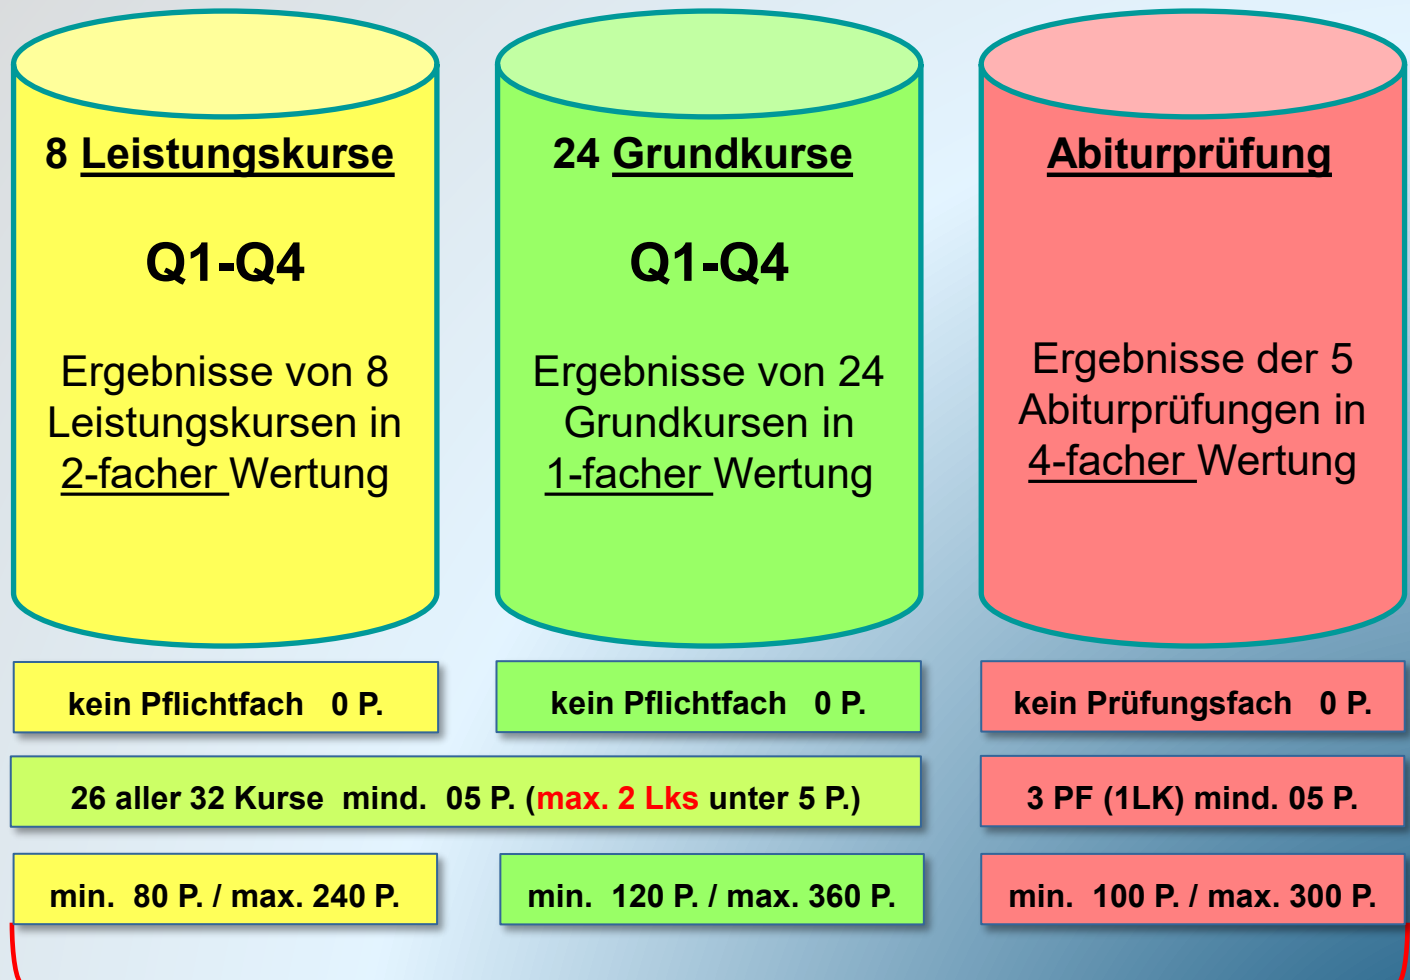 8 Leistungskurse
Q1-Q4
Ergebnisse von 8
Leistungskursen in
2-facher Wertung
24 Grundkurse
Q1-Q4
Ergebnisse von 24
Grundkursen in
1-facher Wertung
Abiturprüfung
Ergebnisse der 5
Abiturprüfungen in
4-facher Wertung
kein Pflichtfach 0 P.
kein Pflichtfach 0 P.
kein Prüfungsfach 0 P.
26 aller 32 Kurse mind. 05 P. (max. 2 Lks unter 5 P.)
3 PF (1LK) mind. 05 P.
min. 80 P. / max. 240 P.
min. 120 P. / max. 360 P.
min. 100 P. / max. 300 P.